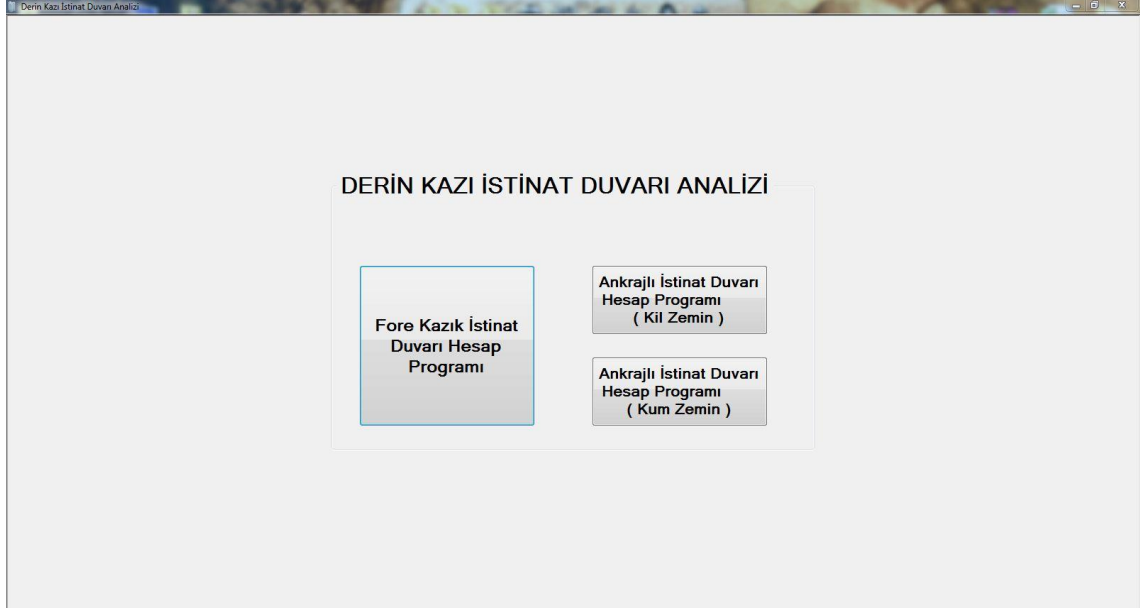 Derin Kazı İstinat Duvarı Analizi
DERİN KAZI İSTİNAT DUVARI ANALİZİ
Fore Kazık İstinat
Duvarı Hesap
Programı
Ankrajlı İstinat Duvarı
Hesap Programı
( Kil Zemin )
Ankrajlı İstinat Duvarı
Hesap Programı
( Kum Zemin )